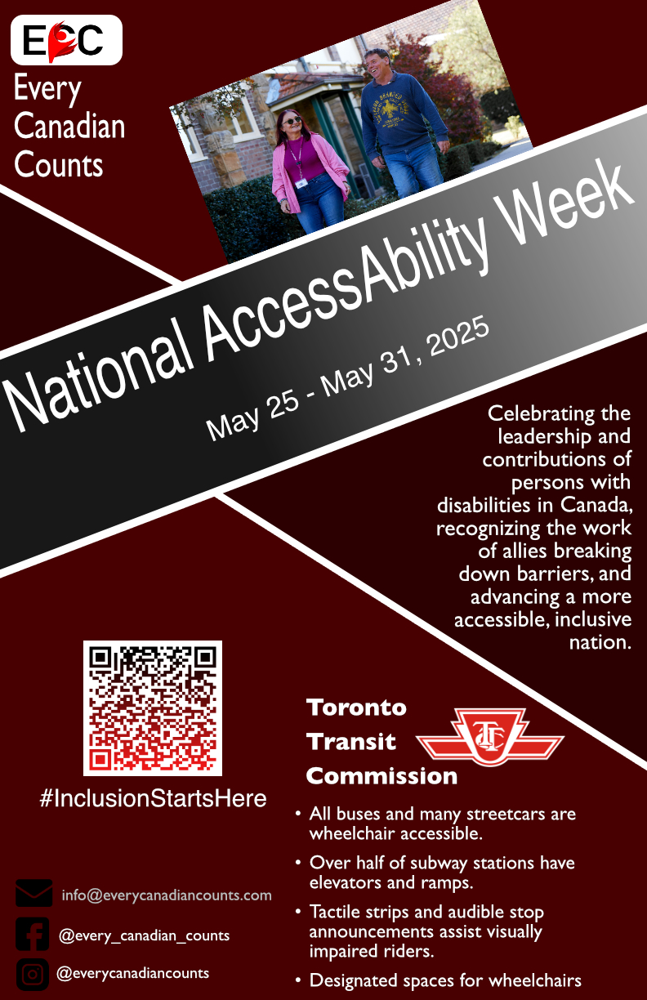 ECC
Every
Canadian
Counts
National AccessAbility Week
May 25 - May 31, 2025
Celebrating the
leadership and
contributions of
persons with
disabilities in Canada,
recognizing the work
of allies breaking
down barriers, and
advancing a more
accessible, inclusive
nation.
#InclusionStartsHere
info@everycanadiancounts.com
@every_canadian_counts
@everycanadiancounts
Toronto
Transit
Commission
TTC
• All buses and many streetcars are
wheelchair accessible.
• Over half of subway stations have
elevators and ramps.
• Tactile strips and audible stop
announcements assist visually
impaired riders.
• Designated spaces for wheelchairs